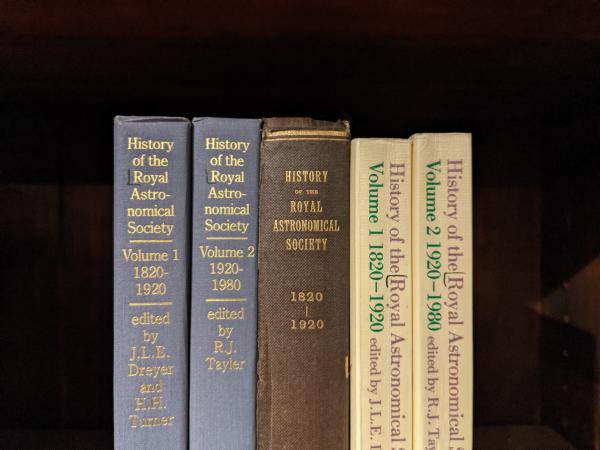 History
of the
Royal
Astro-
nomical
Society
Volume 1
1820-
1920
edited
by
J.L.E.
Dreyer
and
H.H.
Turner
History
of the
Royal
Astro-
nomical
Society
Volume 2
1920-
1980
edited
by
R.J.
Tayler
HISTORY
OF THE
ROYAL
ASTRONOMICAL
SOCIETY
1820
|
1920
History of the Royal Astronomical S
Volume 1 1820–1920 edited by J.L.E.
History of the Royal Astronomical S
Volume 2 1920–1980 edited by R.J. Tay